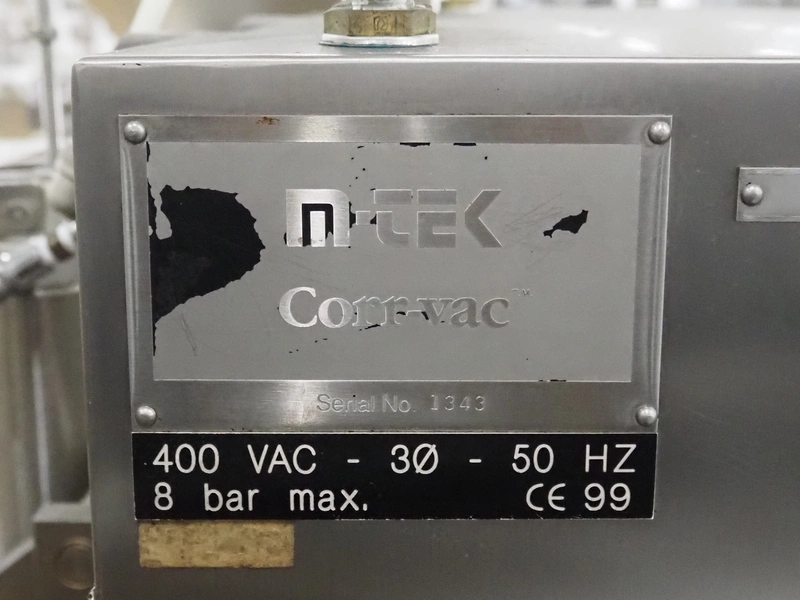 M-TEK
Corr-vac™
Serial No. 1343
400 VAC - 3Ø - 50 HZ
8 bar max. CE 99